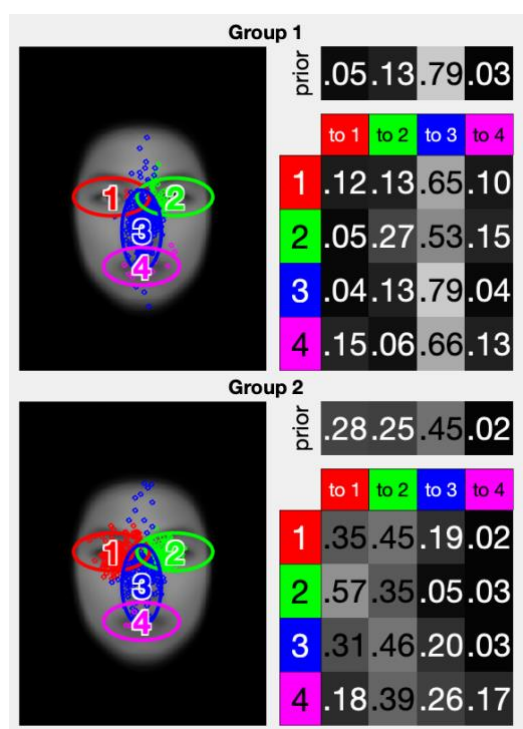 Group 1
prior .05 .13 .79 .03
to 1 to 2 to 3 to 4
1 .12 .13 .65 .10
2 .05 .27 .53 .15
3 .04 .13 .79 .04
4 .15 .06 .66 .13
1 2
3
4
Group 2
prior .28 .25 .45 .02
to 1 to 2 to 3 to 4
1 .35 .45 .19 .02
2 .57 .35 .05 .03
3 .31 .46 .20 .03
4 .18 .39 .26 .17
1 2
3
4